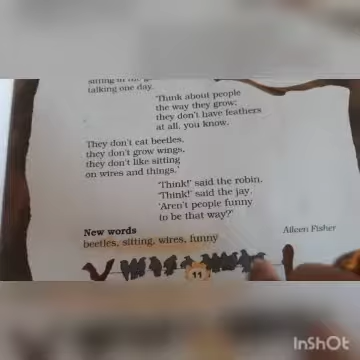 sitting in the
talking one day.
'Think about people
the way they grow;
they don't have feathers
at all, you know.
They don't eat beetles,
they don't grow wings,
they don't like sitting
on wires and things.'
'Think!' said the robin,
'Think!' said the jay.
'Aren't people funny
to be that way?'
Aileen Fisher
New words
beetles, sitting, wires, funny
11
InShOt